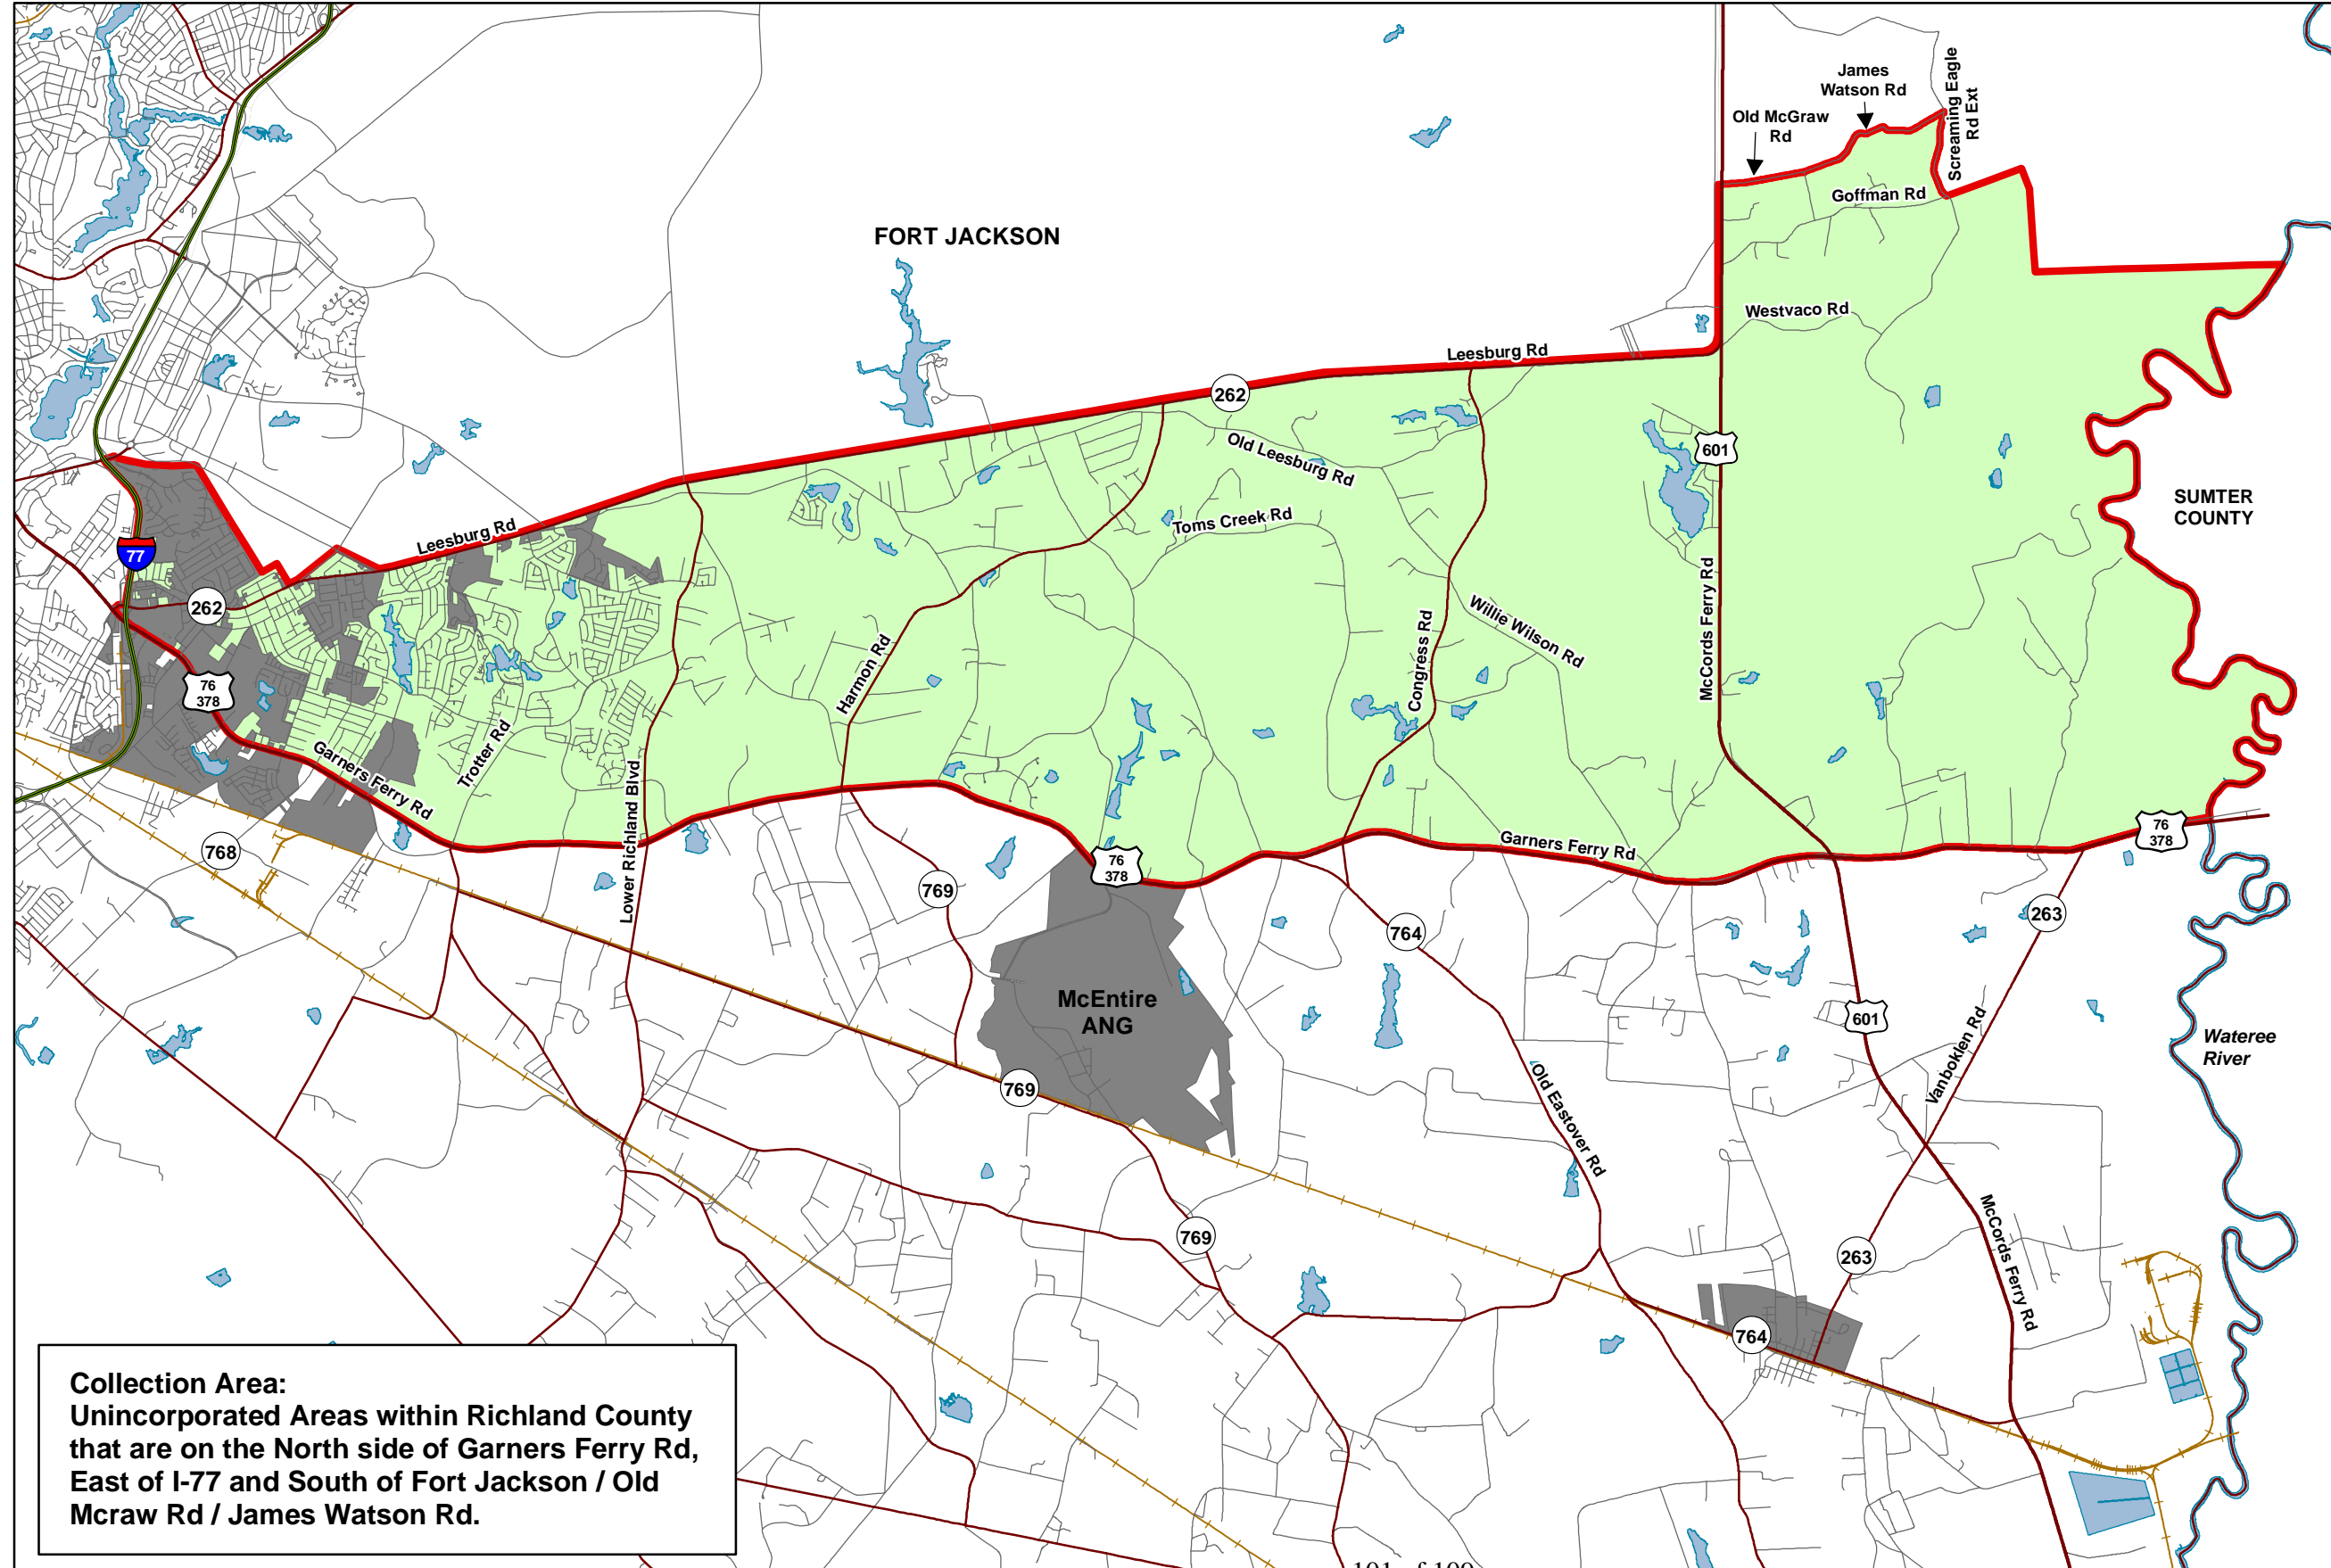 James
Watson Rd
Old McGraw
Rd
Screaming Eagle
Rd Ext
Goffman Rd
FORT JACKSON
Westvaco Rd
Leesburg Rd
262
Old Leesburg Rd
601
SUMTER
COUNTY
Toms Creek Rd
Leesburg Rd
77
262
McCords Ferry Rd
Willie Wilson Rd
Congress Rd
Harmon Rd
76
378
Trotter Rd
Garners Ferry Rd
Lower Richland Blvd
Garners Ferry Rd
76
378
76
378
768
769
764
263
McEntire
ANG
601
Vanboklen Rd
Wateree
River
769
Old Eastover Rd
769
263
McCords Ferry Rd
764
Collection Area:
Unincorporated Areas within Richland County
that are on the North side of Garners Ferry Rd,
East of I-77 and South of Fort Jackson / Old
Mcraw Rd / James Watson Rd.
101 of 109